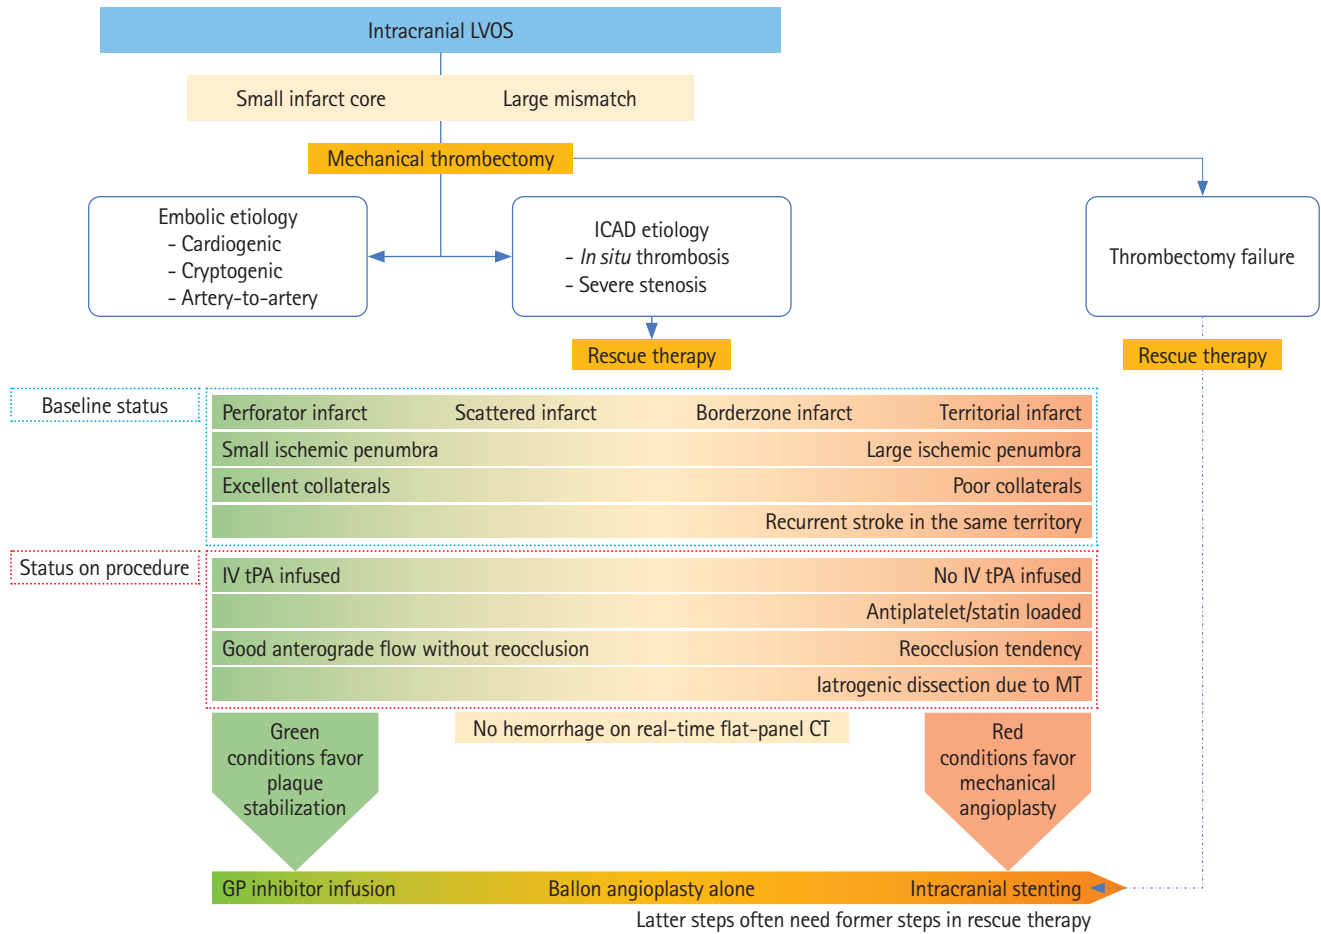 Intracranial LVOS
Small infarct core
Large mismatch
Mechanical thrombectomy
Embolic etiology
- Cardiogenic
- Cryptogenic
- Artery-to-artery
ICAD etiology
- In situ thrombosis
- Severe stenosis
Thrombectomy failure
Rescue therapy
Rescue therapy
Baseline status
Perforator infarct
Scattered infarct
Borderzone infarct
Territorial infarct
Small ischemic penumbra
Large ischemic penumbra
Excellent collaterals
Poor collaterals
Recurrent stroke in the same territory
Status on procedure
IV tPA infused
No IV tPA infused
Antiplatelet/statin loaded
Good anterograde flow without reocclusion
Reocclusion tendency
Iatrogenic dissection due to MT
Green
conditions favor
plaque
stabilization
No hemorrhage on real-time flat-panel CT
Red
conditions favor
mechanical
angioplasty
GP inhibitor infusion
Ballon angioplasty alone
Intracranial stenting
Latter steps often need former steps in rescue therapy